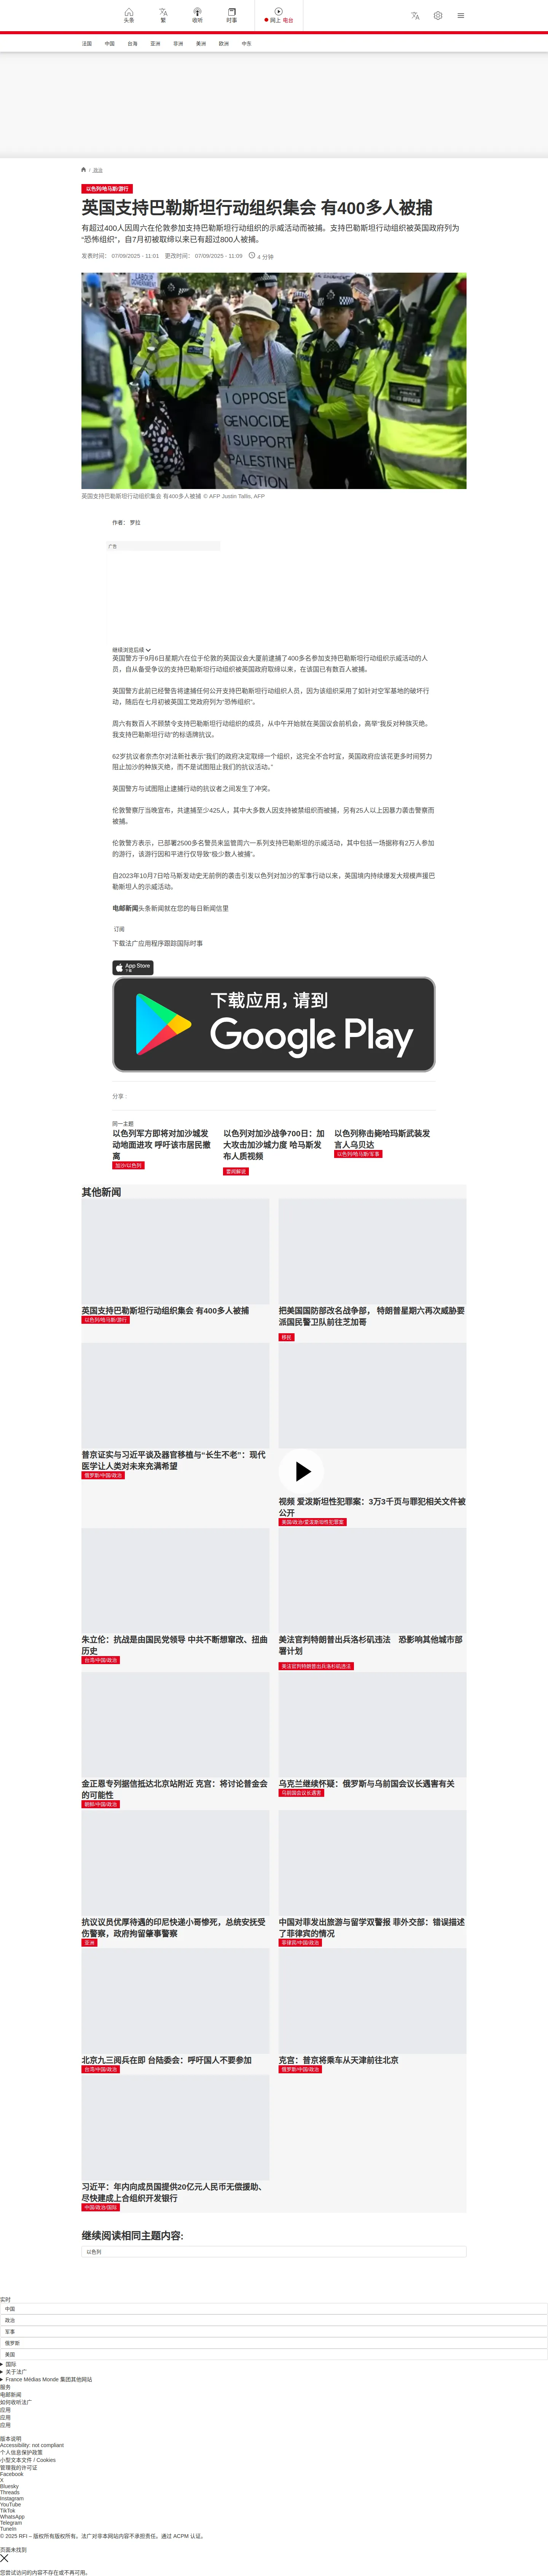 头条
繁
收听
时事
网上 电台
法国
中国
台海
亚洲
非洲
美洲
欧洲
中东
/ 政治
以色列/哈马斯/游行
英国支持巴勒斯坦行动组织集会 有400多人被捕
有超过400人因周六在伦敦参加支持巴勒斯坦行动组织的示威活动而被捕。支持巴勒斯坦行动组织被英国政府列为
“恐怖组织”，自7月初被取缔以来已有超过800人被捕。
发表时间： 07/09/2025 - 11:01 更改时间： 07/09/2025 - 11:09 4 分钟
I OPPOSE
GENOCIDE
SUPPORT
PALESTINE
ACTION
英国支持巴勒斯坦行动组织集会 有400多人被捕 © AFP Justin Tallis, AFP
作者： 罗拉
广告
继续浏览后续
英国警方于9月6日星期六在位于伦敦的英国议会大厦前逮捕了400多名参加支持巴勒斯坦行动组织示威活动的人
员，自从备受争议的支持巴勒斯坦行动组织被英国政府取缔以来，在该国已有数百人被捕。
英国警方此前已经警告将逮捕任何公开支持巴勒斯坦行动组织人员，因为该组织采用了如针对空军基地的破坏行
动，随后在七月初被英国工党政府列为“恐怖组织”。
周六有数百人不顾禁令支持巴勒斯坦行动组织的成员，从中午开始就在英国议会前机会，高举“我反对种族灭绝。
我支持巴勒斯坦行动”的标语牌抗议。
62岁抗议者奈杰尔对法新社表示“我们的政府决定取缔一个组织，这完全不合时宜，英国政府应该花更多时间努力
阻止加沙的种族灭绝，而不是试图阻止我们的抗议活动。”
英国警方与试图阻止逮捕行动的抗议者之间发生了冲突。
伦敦警察厅当晚宣布，共逮捕至少425人，其中大多数人因支持被禁组织而被捕，另有25人以上因暴力袭击警察而
被捕。
伦敦警方表示，已部署2500多名警员来监管周六一系列支持巴勒斯坦的示威活动，其中包括一场据称有2万人参加
的游行，该游行因和平进行仅导致“极少数人被捕”。
自2023年10月7日哈马斯发动史无前例的袭击引发以色列对加沙的军事行动以来，英国境内持续爆发大规模声援巴
勒斯坦人的示威活动。
电邮新闻头条新闻就在您的每日新闻信里
订阅
下载法广应用程序跟踪国际时事
App Store
下载
下载应用，请到
Google Play
分享 :
同一主题
以色列军方即将对加沙城发
动地面进攻 呼吁该市居民撤
离
加沙/以色列
以色列对加沙战争700日：加
大攻击加沙城力度 哈马斯发
布人质视频
要闻解说
以色列称击毙哈玛斯武装发
言人乌贝达
以色列/哈马斯/军事
其他新闻
英国支持巴勒斯坦行动组织集会 有400多人被捕
以色列/哈马斯/游行
把美国国防部改名战争部， 特朗普星期六再次威胁要
派国民警卫队前往芝加哥
移民
普京证实与习近平谈及器官移植与“长生不老”：现代
医学让人类对未来充满希望
俄罗斯/中国/政治
视频 爱泼斯坦性犯罪案：3万3千页与罪犯相关文件被
公开
美国/政治/爱泼斯坦性犯罪案
朱立伦：抗战是由国民党领导 中共不断想窜改、扭曲
历史
台湾/中国/政治
美法官判特朗普出兵洛杉矶违法　恐影响其他城市部
署计划
美法官判特朗普出兵洛杉矶违法
金正恩专列据信抵达北京站附近 克宫：将讨论普金会
的可能性
朝鲜/中国/政治
乌克兰继续怀疑：俄罗斯与乌前国会议长遇害有关
乌前国会议长遇害
抗议议员优厚待遇的印尼快递小哥惨死，总统安抚受
伤警察，政府拘留肇事警察
亚洲
中国对菲发出旅游与留学双警报 菲外交部：错误描述
了菲律宾的情况
菲律宾/中国/政治
北京九三阅兵在即 台陆委会：呼吁国人不要参加
台湾/中国/政治
克宫：普京将乘车从天津前往北京
俄罗斯/中国/政治
习近平：年内向成员国提供20亿元人民币无偿援助、
尽快建成上合组织开发银行
中国/政治/国际
继续阅读相同主题内容:
以色列
实时
中国
政治
军事
俄罗斯
美国
国际
关于法广
France Médias Monde 集团其他网站
服务
电邮新闻
如何收听法广
应用
应用
应用
版本说明
Accessibility: not compliant
个人信息保护政策
小型文本文件 / Cookies
管理我的许可证
Facebook
X
Bluesky
Threads
Instagram
YouTube
TikTok
WhatsApp
Telegram
TuneIn
© 2025 RFI – 版权所有版权所有。法广对非本网站内容不承担责任。通过 ACPM 认证。
页面未找到
您尝试访问的内容不存在或不再可用。